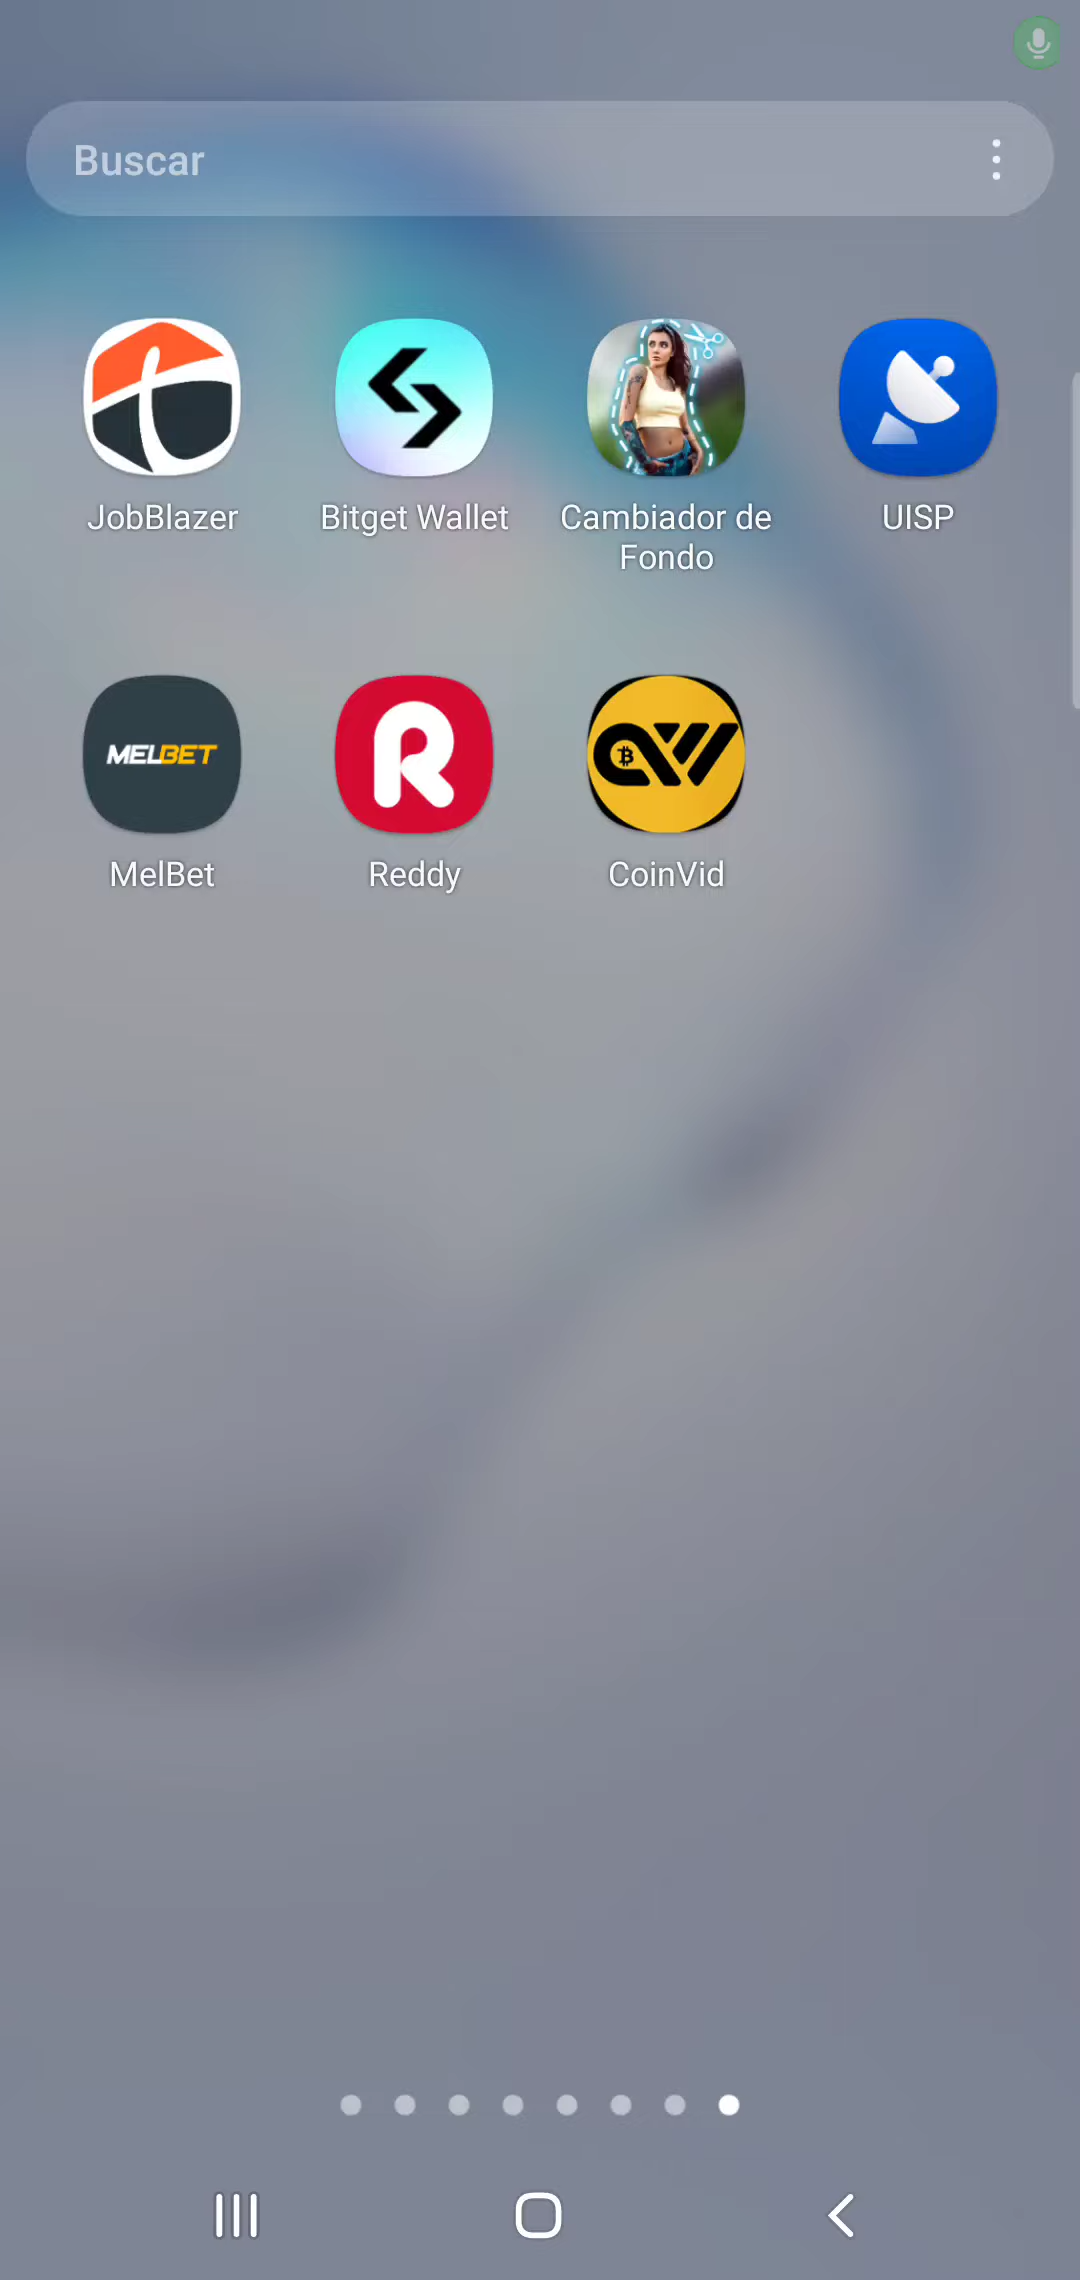 Buscar
JobBlazer
Bitget Wallet
Cambiador de
Fondo
UISP
MELBET
MelBet
Reddy
CoinVid